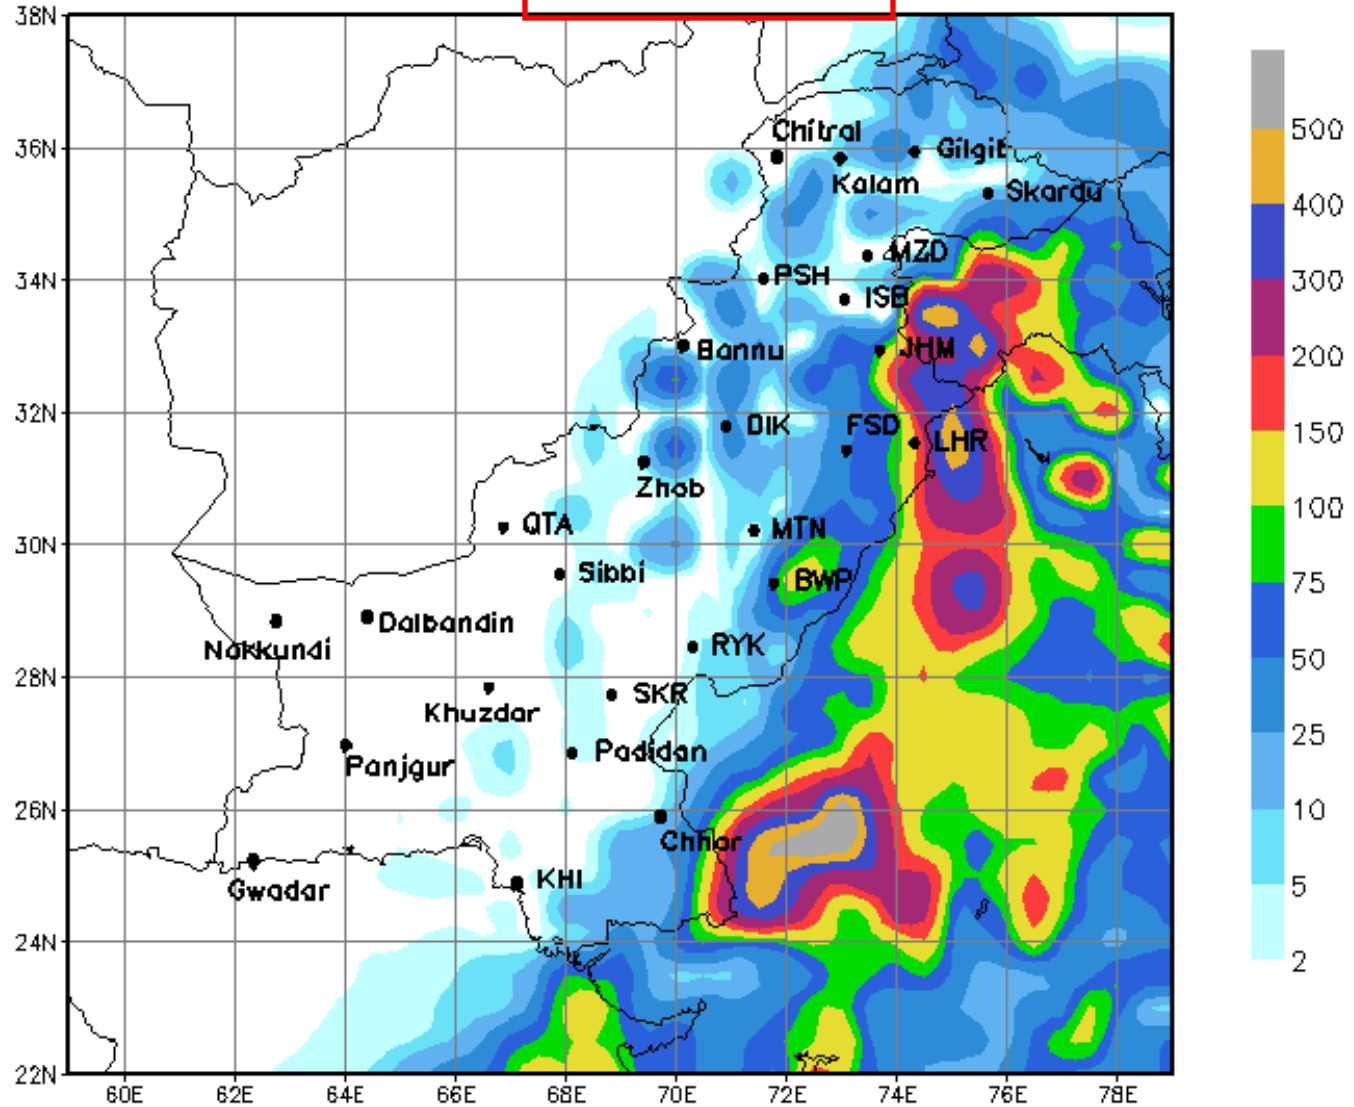 38N
36N
34N
32N
30N
28N
26N
24N
22N
60E
62E
64E
66E
68E
70E
72E
74E
76E
78E
Chitral
Gilgit
Kalam
Skardu
MZD
PSH
ISB
Bannu
JHM
DIK
FSD
LHR
Zhob
QTA
MTN
Sibbi
BWP
Dalbandin
Nokkundi
RYK
SKR
Khuzdar
Padidan
Panjgur
Chhor
KHI
Gwadar
500
400
300
200
150
100
75
50
25
10
5
2